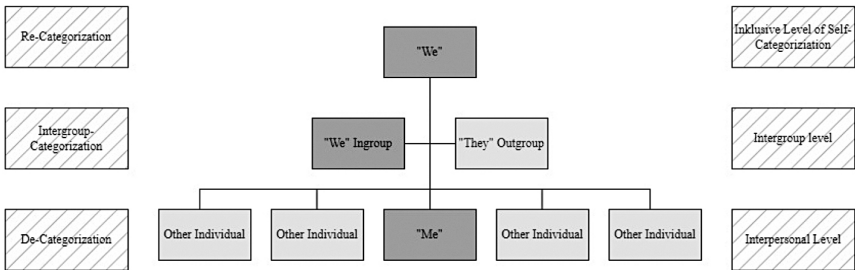 Re-Categorization
"We"
Inklusive Level of Self-
Categoriziation
Intergroup-
Categorization
"We" Ingroup
"They" Outgroup
Intergroup level
De-Categorization
Other Individual
Other Individual
"Me"
Other Individual
Other Individual
Interpersonal Level